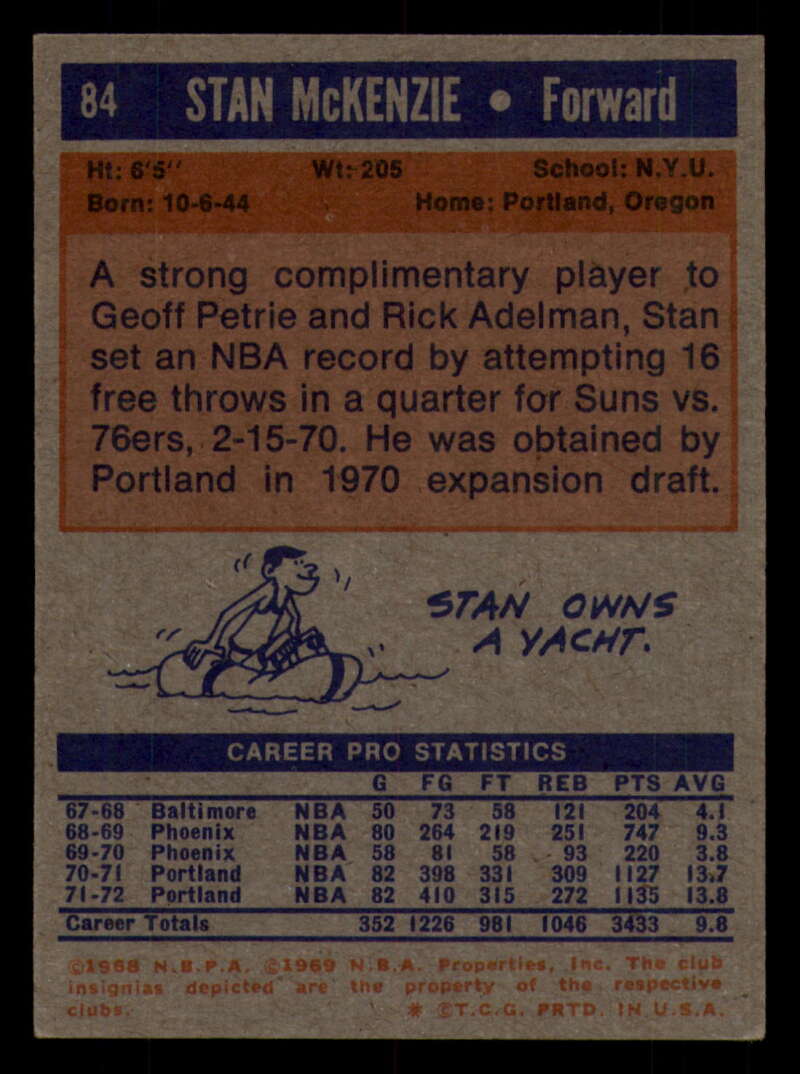 84 STAN McKENZIE • Forward
Ht: 6'5'' Wt: 205 School: N.Y.U.
Born: 10-6-44 Home: Portland, Oregon
A strong complimentary player to
Geoff Petrie and Rick Adelman, Stan
set an NBA record by attempting 16
free throws in a quarter for Suns vs.
76ers, 2-15-70. He was obtained by
Portland in 1970 expansion draft.
STAN OWNS
A YACHT.
CAREER PRO STATISTICS
G FG FT REB PTS AVG
67-68 Baltimore NBA 50 73 58 121 204 4.1
68-69 Phoenix NBA 80 264 219 251 747 9.3
69-70 Phoenix NBA 58 81 58 93 220 3.8
70-71 Portland NBA 82 398 331 309 1127 13.7
71-72 Portland NBA 82 410 315 272 1135 13.8
Career Totals 352 1226 981 1046 3433 9.8
©1968 N.B.P.A. ©1969 N.B.A. Properties, Inc. The club
insignias depicted are the property of the respective
clubs. * ©T.C.G. PRTD. IN U.S.A.